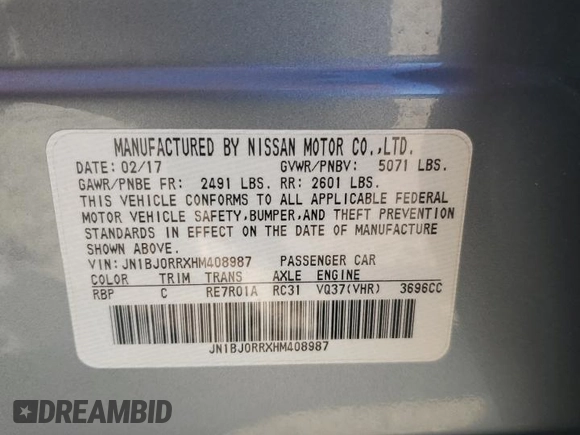 MANUFACTURED BY NISSAN MOTOR CO.,LTD.
DATE: 02/17 GVWR/PNBV: 5071 LBS.
GAWR/PNBE FR: 2491 LBS. RR: 2601 LBS.
THIS VEHICLE CONFORMS TO ALL APPLICABLE FEDERAL
MOTOR VEHICLE SAFETY,BUMPER,AND THEFT PREVENTION
STANDARDS IN EFFECT ON THE DATE OF MANUFACTURE
SHOWN ABOVE.
VIN: JN1BJ0RRXHM408987 PASSENGER CAR
COLOR TRIM TRANS AXLE ENGINE
RBP C RE7R01A RC31 VQ37(VHR) 3696CC
JN1BJ0RRXHM408987
DREAMBID